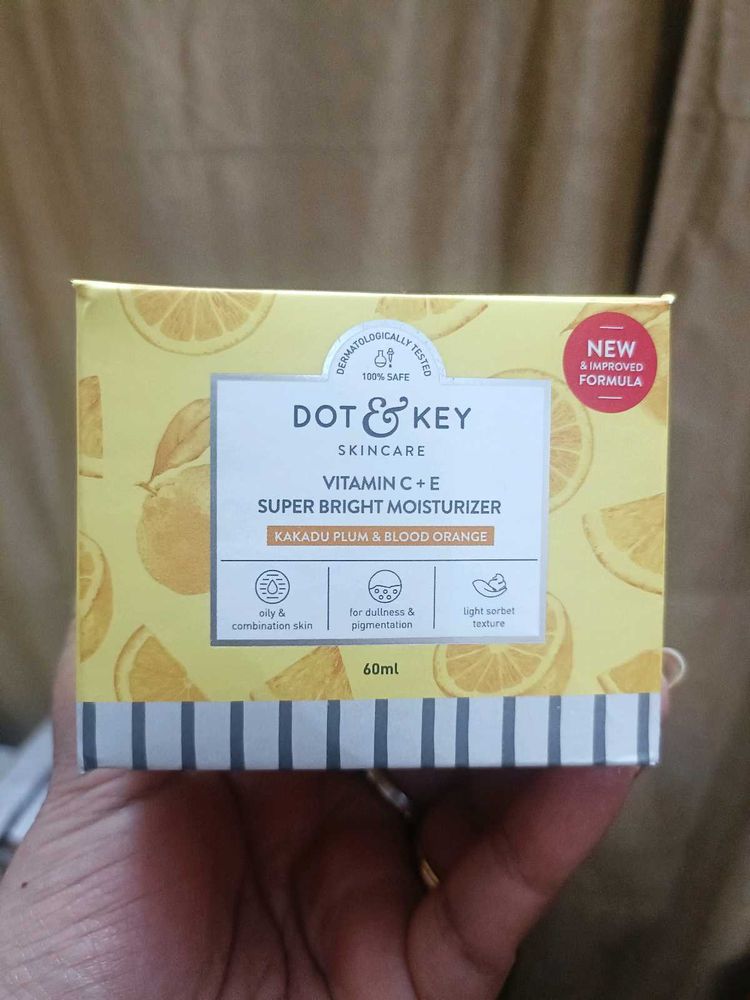 DERMATOLOGICALLY TESTED
100% SAFE
NEW
& IMPROVED
FORMULA
DOT & KEY
SKINCARE
VITAMIN C + E
SUPER BRIGHT MOISTURIZER
KAKADU PLUM & BLOOD ORANGE
oily &
combination skin
for dullness &
pigmentation
light sorbet
texture
60ml